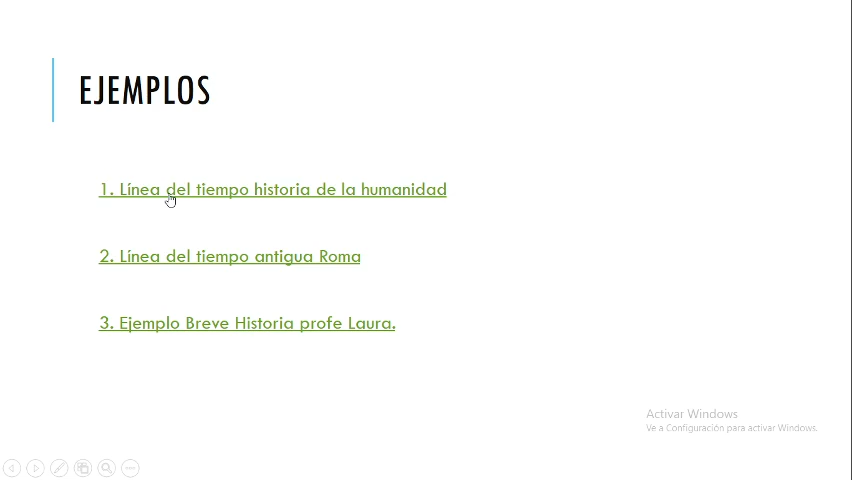 EJEMPLOS
1. Línea del tiempo historia de la humanidad
2. Línea del tiempo antigua Roma
3. Ejemplo Breve Historia profe Laura.
Activar Windows
Ve a Configuración para activar Windows.